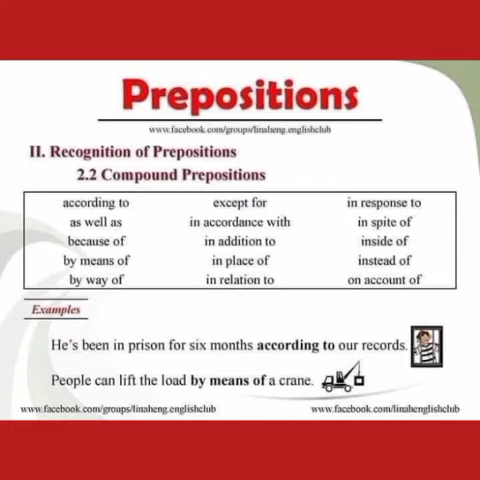 Prepositions
www.facebook.com/groups/linaheng.englishclub
II. Recognition of Prepositions
2.2 Compound Prepositions
according to except for in response to
as well as in accordance with in spite of
because of in addition to inside of
by means of in place of instead of
by way of in relation to on account of
Examples
He's been in prison for six months according to our records.
People can lift the load by means of a crane.
www.facebook.com/groups/linaheng.englishclub www.facebook.com/linahenglishclub